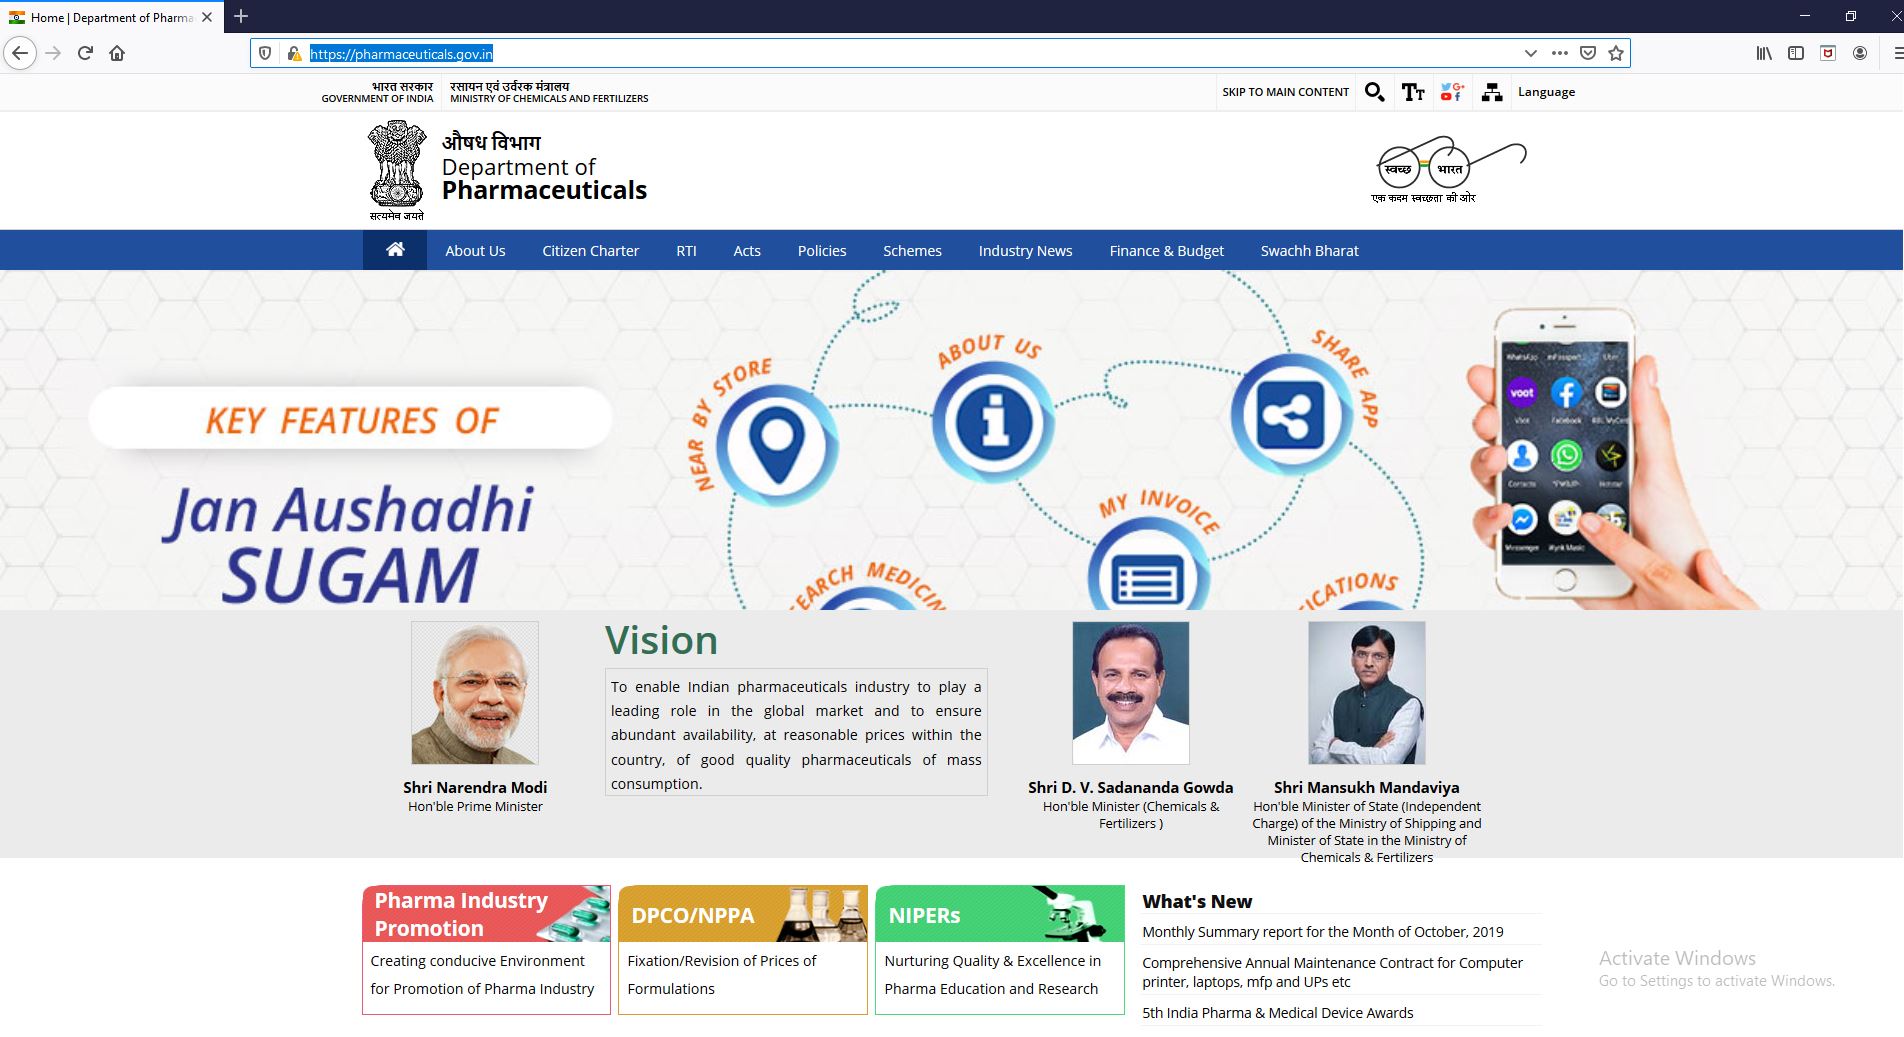 Home | Department of Pharma
https://pharmaceuticals.gov.in
भारत सरकार
GOVERNMENT OF INDIA
रसायन एवं उर्वरक मंत्रालय
MINISTRY OF CHEMICALS AND FERTILIZERS
SKIP TO MAIN CONTENT
Language
सत्यमेव जयते
औषध विभाग
Department of
Pharmaceuticals
स्वच्छ भारत
एक कदम स्वच्छता की ओर
About Us Citizen Charter RTI Acts Policies Schemes Industry News Finance & Budget Swachh Bharat
KEY FEATURES OF
Jan Aushadhi
SUGAM
NEAR BY STORE
ABOUT US
SHARE APP
MY INVOICE
WhatsApp mPassport Uber
voot
Voot Facebook
Contacts Hotstar
Messenger Wynk Music
Vision
To enable Indian pharmaceuticals industry to play a
leading role in the global market and to ensure
abundant availability, at reasonable prices within the
country, of good quality pharmaceuticals of mass
consumption.
Shri Narendra Modi
Hon'ble Prime Minister
Shri D. V. Sadananda Gowda
Hon'ble Minister (Chemicals &
Fertilizers )
Shri Mansukh Mandaviya
Hon'ble Minister of State (Independent
Charge) of the Ministry of Shipping and
Minister of State in the Ministry of
Chemicals & Fertilizers
Pharma Industry
Promotion
Creating conducive Environment
for Promotion of Pharma Industry
DPCO/NPPA
Fixation/Revision of Prices of
Formulations
NIPERs
Nurturing Quality & Excellence in
Pharma Education and Research
What's New
Monthly Summary report for the Month of October, 2019
Comprehensive Annual Maintenance Contract for Computer
printer, laptops, mfp and UPs etc
5th India Pharma & Medical Device Awards
Activate Windows
Go to Settings to activate Windows.